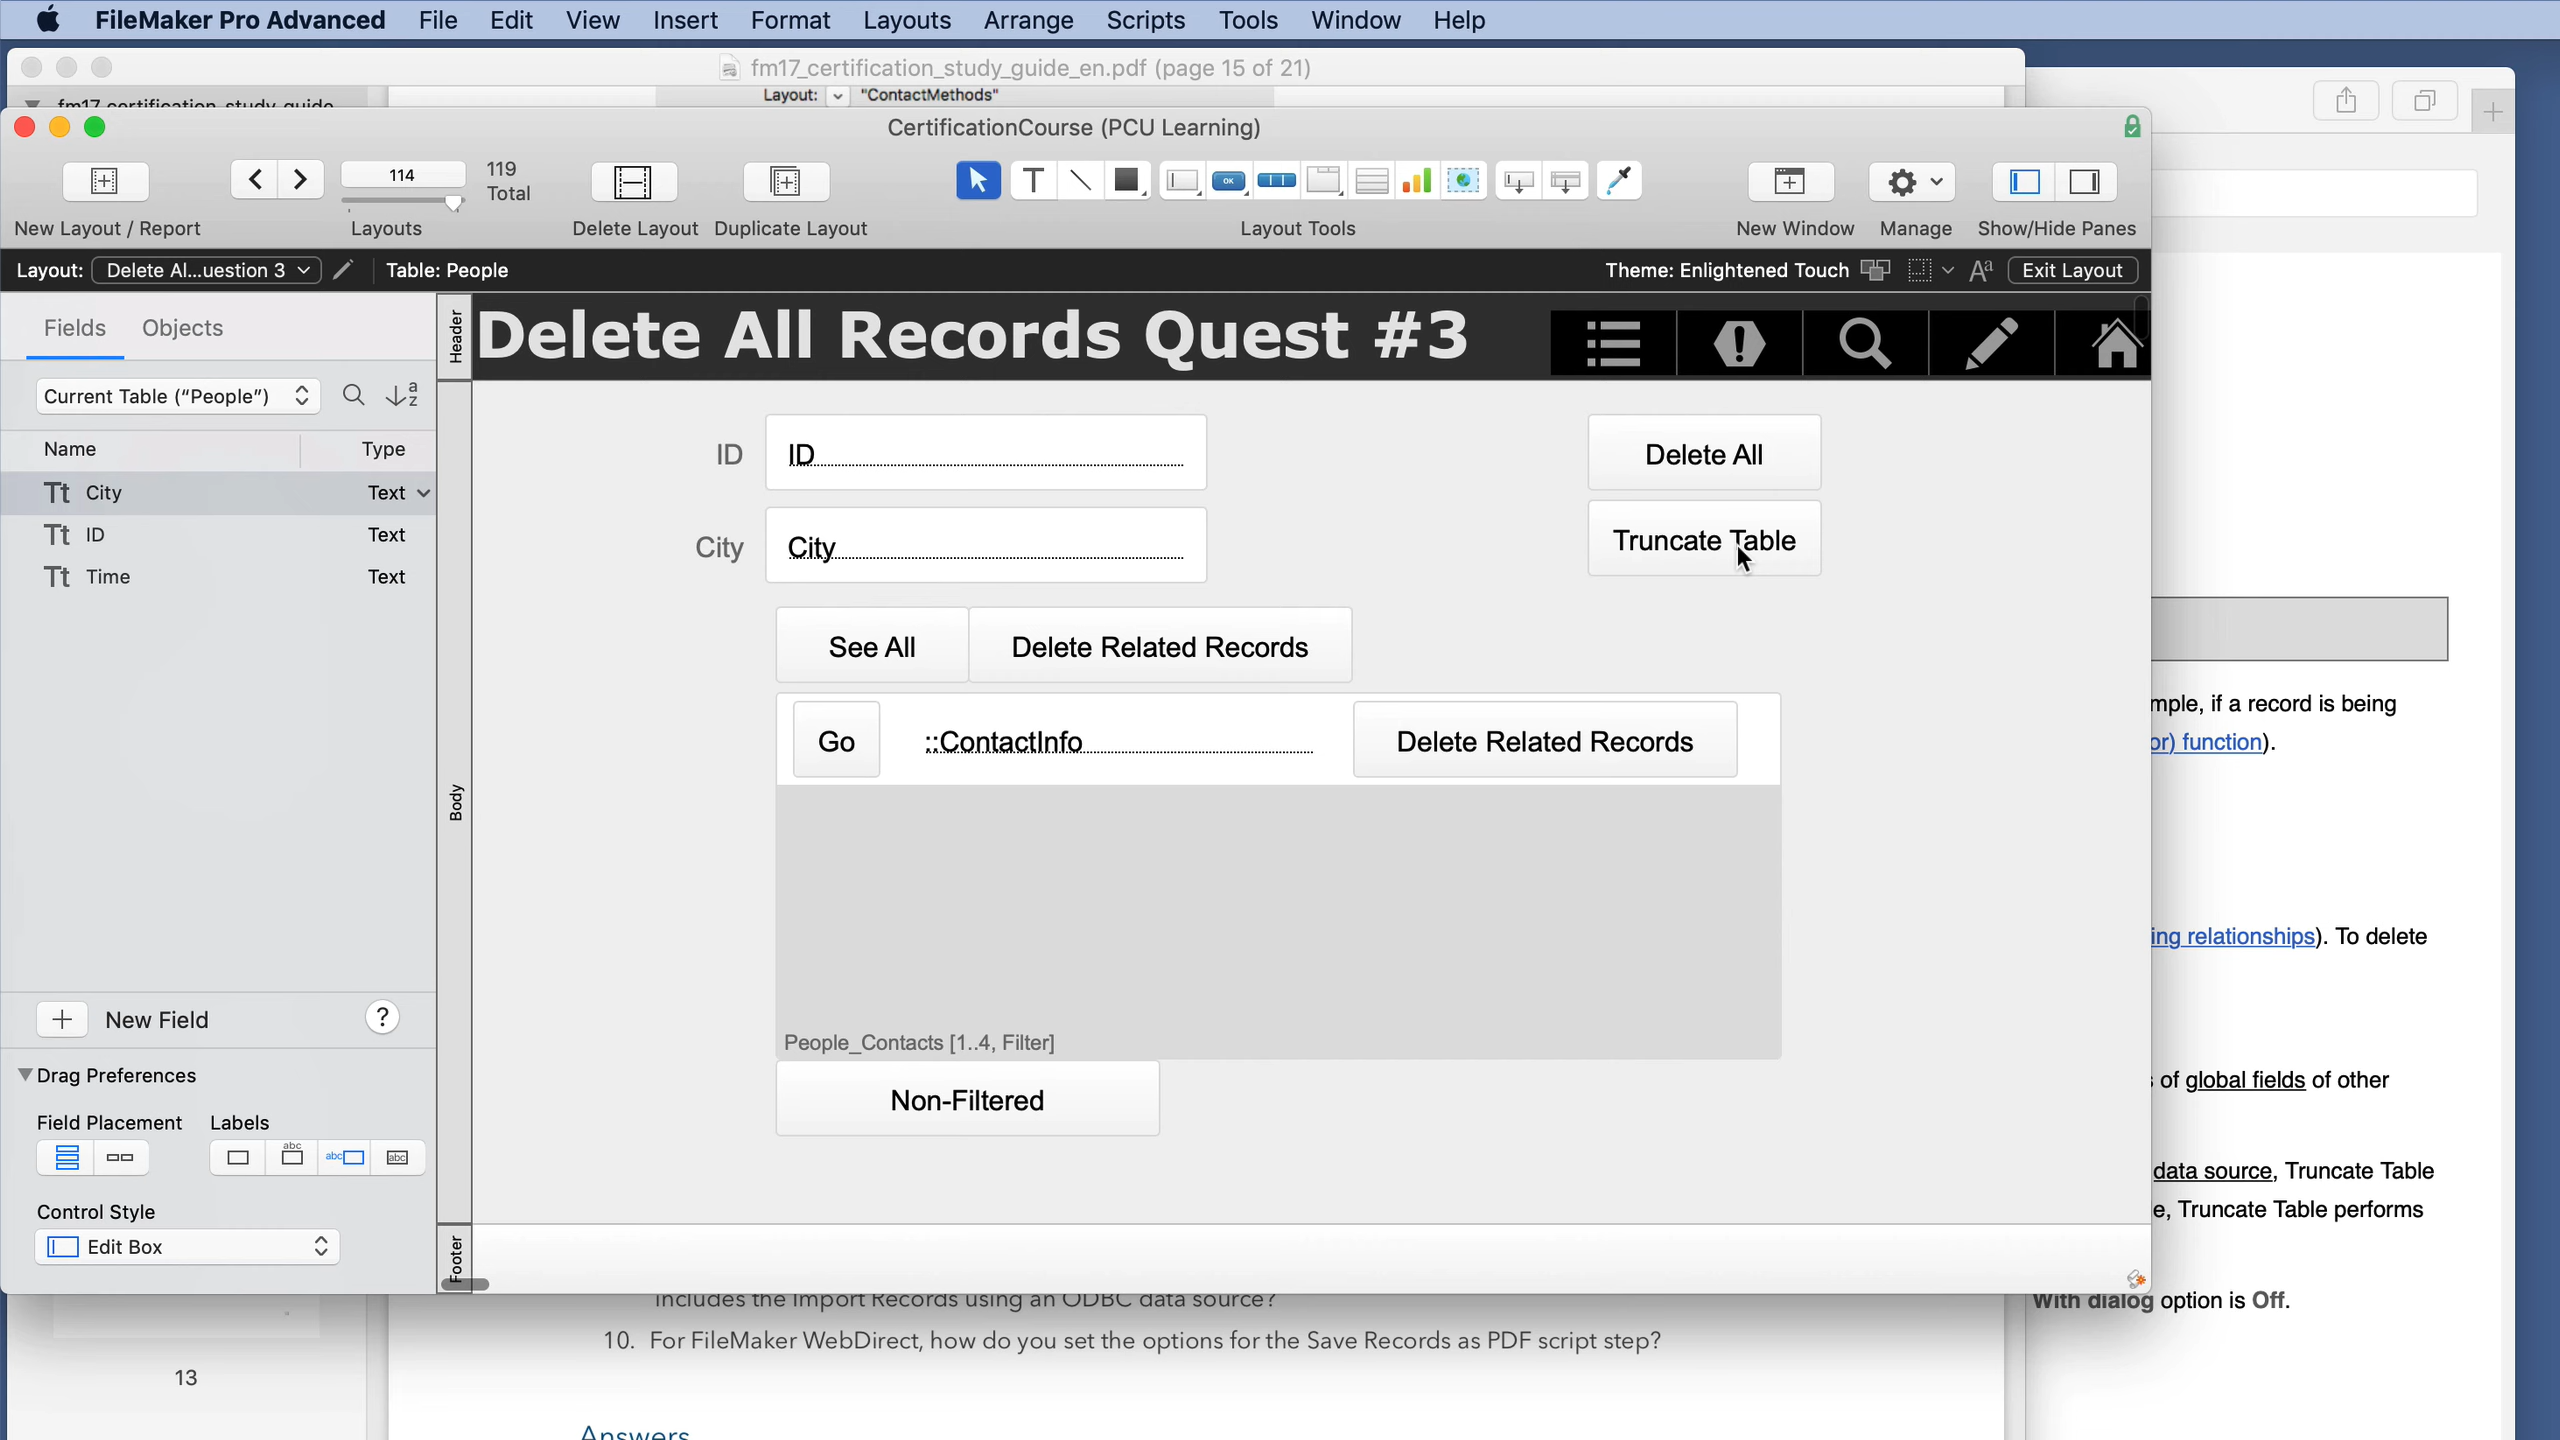 FileMaker Pro Advanced File Edit View Insert Format Layouts Arrange Scripts Tools Window Help
fm17_certification_study_guide_en.pdf (page 15 of 21)
fm17 certification study guide
Layout: "ContactMethods"
CertificationCourse (PCU Learning)
114
119
Total
New Layout / Report
Layouts
Delete Layout
Duplicate Layout
Layout Tools
New Window
Manage
Show/Hide Panes
Layout: Delete Al...uestion 3
Table: People
Theme: Enlightened Touch
Aa
Exit Layout
Fields
Objects
Header
Delete All Records Quest #3
Current Table ("People")
Name
Type
City
Text
ID
Text
Time
Text
ID
ID
Delete All
City
City
Truncate Table
See All
Delete Related Records
Go
::ContactInfo
Delete Related Records
Body
People_Contacts [1..4, Filter]
Non-Filtered
New Field
?
Drag Preferences
Field Placement
Labels
Control Style
Edit Box
Footer
mple, if a record is being
or) function).
ing relationships). To delete
of global fields of other
data source, Truncate Table
e, Truncate Table performs
With dialog option is Off.
includes the Import Records using an ODBC data source?
10. For FileMaker WebDirect, how do you set the options for the Save Records as PDF script step?
13
Answers